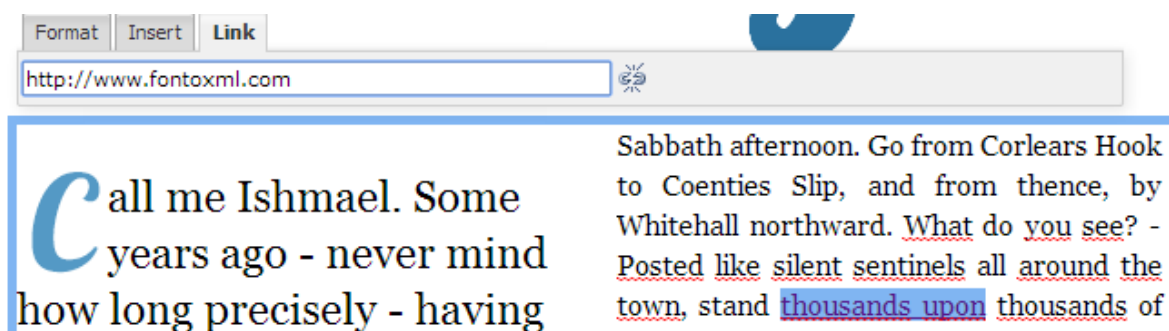 Format Insert Link
http://www.fontoxml.com
Call me Ishmael. Some
years ago - never mind
how long precisely - having
Sabbath afternoon. Go from Corlears Hook
to Coenties Slip, and from thence, by
Whitehall northward. What do you see? -
Posted like silent sentinels all around the
town, stand thousands upon thousands of